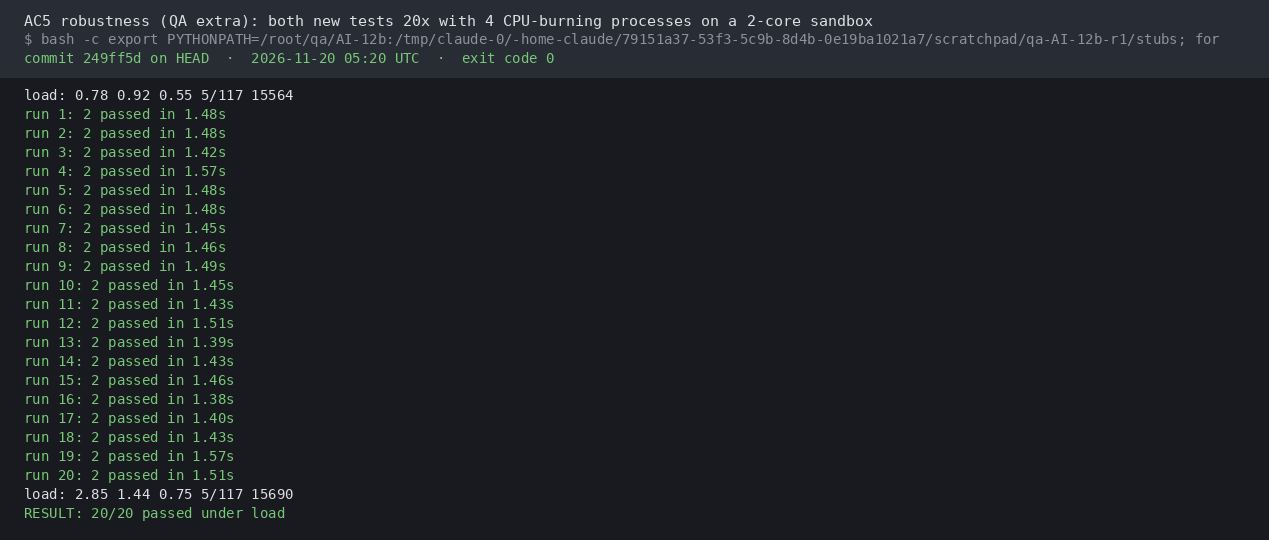 AC5 robustness (QA extra): both new tests 20x with 4 CPU-burning processes on a 2-core sandbox
$ bash -c export PYTHONPATH=/root/qa/AI-12b:/tmp/claude-0/-home-claude/79151a37-53f3-5c9b-8d4b-0e19ba1021a7/scratchpad/qa-AI-12b-r1/stubs; for
commit 249ff5d on HEAD · 2026-11-20 05:20 UTC · exit code 0
load: 0.78 0.92 0.55 5/117 15564
run 1: 2 passed in 1.48s
run 2: 2 passed in 1.48s
run 3: 2 passed in 1.42s
run 4: 2 passed in 1.57s
run 5: 2 passed in 1.48s
run 6: 2 passed in 1.48s
run 7: 2 passed in 1.45s
run 8: 2 passed in 1.46s
run 9: 2 passed in 1.49s
run 10: 2 passed in 1.45s
run 11: 2 passed in 1.43s
run 12: 2 passed in 1.51s
run 13: 2 passed in 1.39s
run 14: 2 passed in 1.43s
run 15: 2 passed in 1.46s
run 16: 2 passed in 1.38s
run 17: 2 passed in 1.40s
run 18: 2 passed in 1.43s
run 19: 2 passed in 1.57s
run 20: 2 passed in 1.51s
load: 2.85 1.44 0.75 5/117 15690
RESULT: 20/20 passed under load